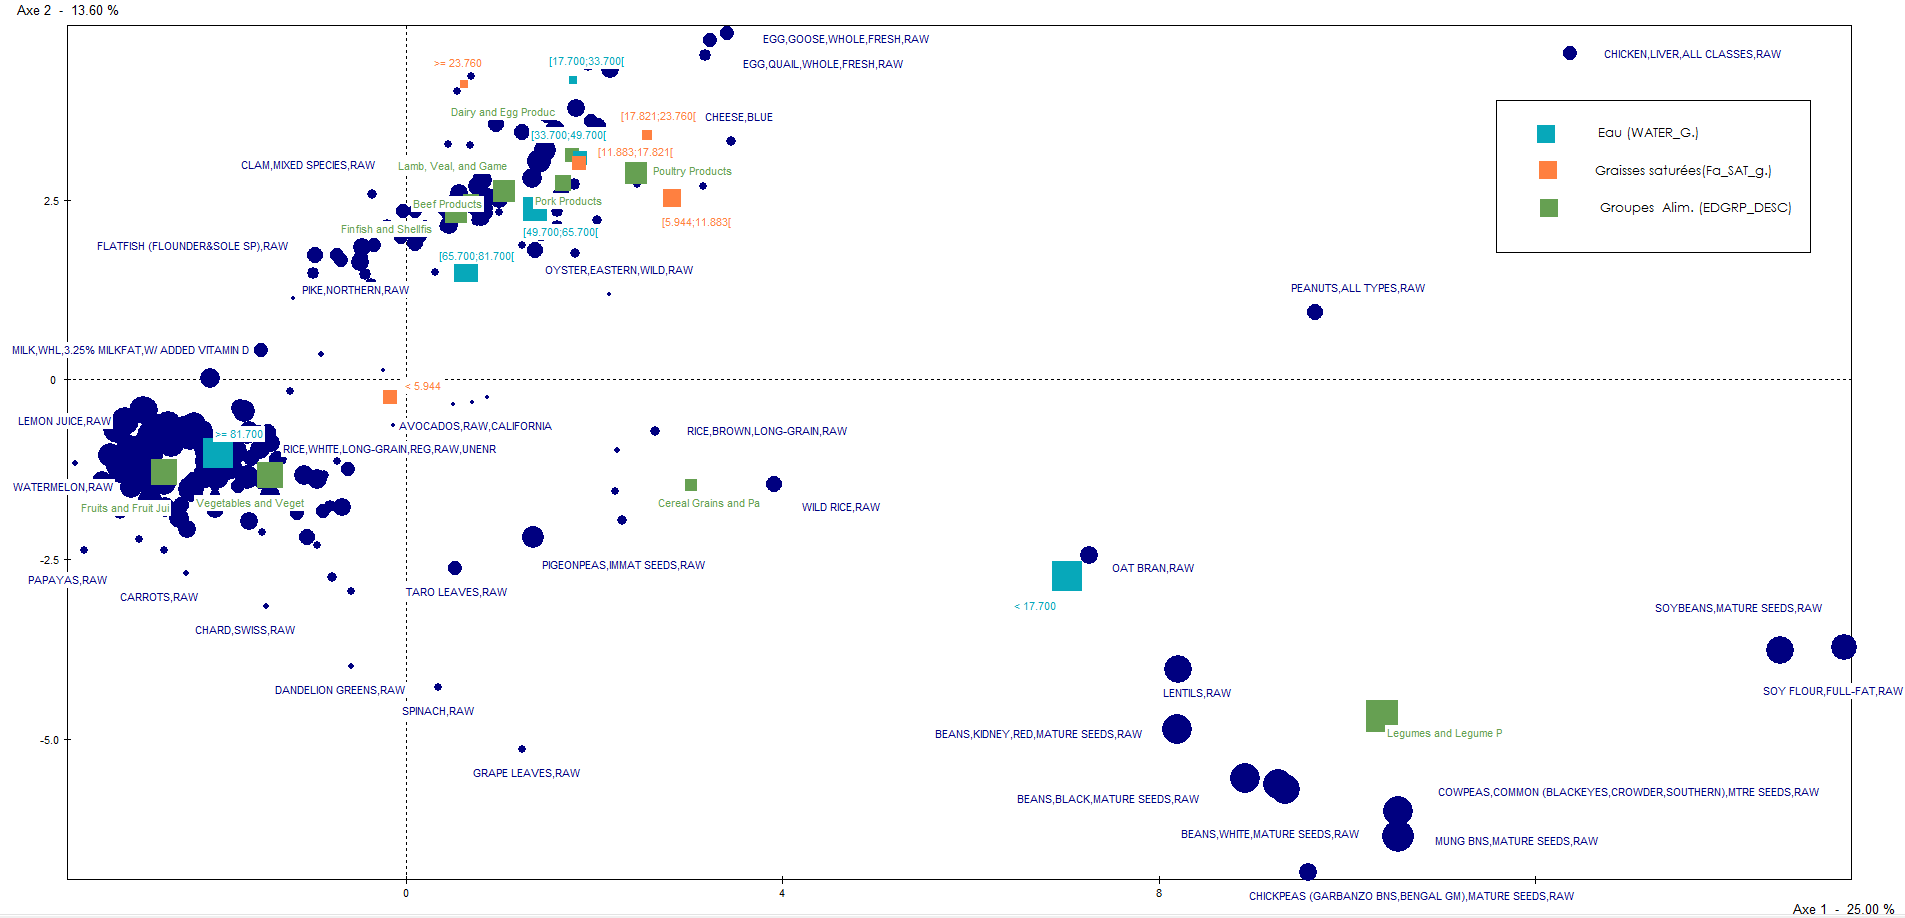 Axe 2 - 13.60 %
EGG,GOOSE,WHOLE,FRESH,RAW
CHICKEN,LIVER,ALL CLASSES,RAW
>= 23.760
[17.700;33.700[
EGG,QUAIL,WHOLE,FRESH,RAW
Dairy and Egg Produc
[17.821;23.760[
CHEESE,BLUE
[33.700;49.700[
Eau (WATER_G.)
[11.883;17.821[
CLAM,MIXED SPECIES,RAW
Lamb, Veal, and Game
Poultry Products
Graisses saturées(Fa_SAT_g.)
2.5
Beef Products
Pork Products
Groupes Alim. (EDGRP_DESC)
[5.944;11.883[
Finfish and Shellfis
[49.700;65.700[
FLATFISH (FLOUNDER&SOLE SP),RAW
[65.700;81.700[
OYSTER,EASTERN,WILD,RAW
PIKE,NORTHERN,RAW
PEANUTS,ALL TYPES,RAW
MILK,WHL,3.25% MILKFAT,W/ ADDED VITAMIN D
0
< 5.944
LEMON JUICE,RAW
AVOCADOS,RAW,CALIFORNIA
>= 81.700
RICE,BROWN,LONG-GRAIN,RAW
RICE,WHITE,LONG-GRAIN,REG,RAW,UNENR
WATERMELON,RAW
Fruits and Fruit Jui
Vegetables and Veget
Cereal Grains and Pa
WILD RICE,RAW
-2.5
PIGEONPEAS,IMMAT SEEDS,RAW
OAT BRAN,RAW
PAPAYAS,RAW
CARROTS,RAW
TARO LEAVES,RAW
< 17.700
SOYBEANS,MATURE SEEDS,RAW
CHARD,SWISS,RAW
DANDELION GREENS,RAW
LENTILS,RAW
SOY FLOUR,FULL-FAT,RAW
SPINACH,RAW
-5.0
BEANS,KIDNEY,RED,MATURE SEEDS,RAW
Legumes and Legume P
GRAPE LEAVES,RAW
BEANS,BLACK,MATURE SEEDS,RAW
COWPEAS,COMMON (BLACKEYES,CROWDER,SOUTHERN),MTRE SEEDS,RAW
BEANS,WHITE,MATURE SEEDS,RAW
MUNG BNS,MATURE SEEDS,RAW
0
4
8
CHICKPEAS (GARBANZO BNS,BENGAL GM),MATURE SEEDS,RAW
Axe 1 - 25.00 %